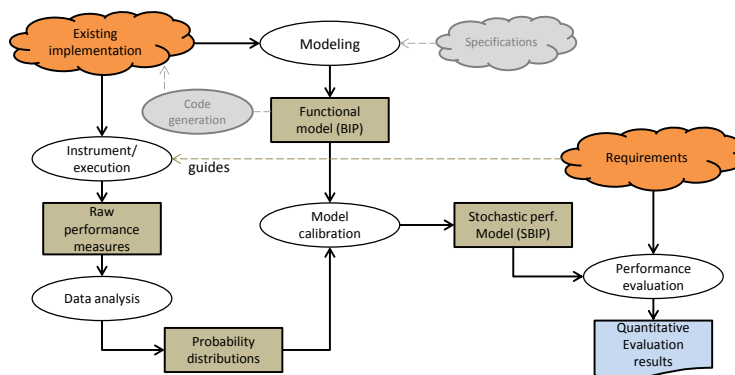 Existing
implementation
Modeling
Specifications
Code
generation
Functional
model (BIP)
Instrument/
execution
guides
Requirements
Raw
performance
measures
Model
calibration
Stochastic perf.
Model (SBIP)
Performance
evaluation
Data analysis
Probability
distributions
Quantitative
Evaluation
results